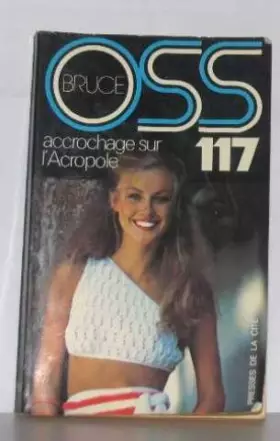 BRUCE
OSS
117
accrochage sur
l'Acropole
PRESSES DE LA CITÉ